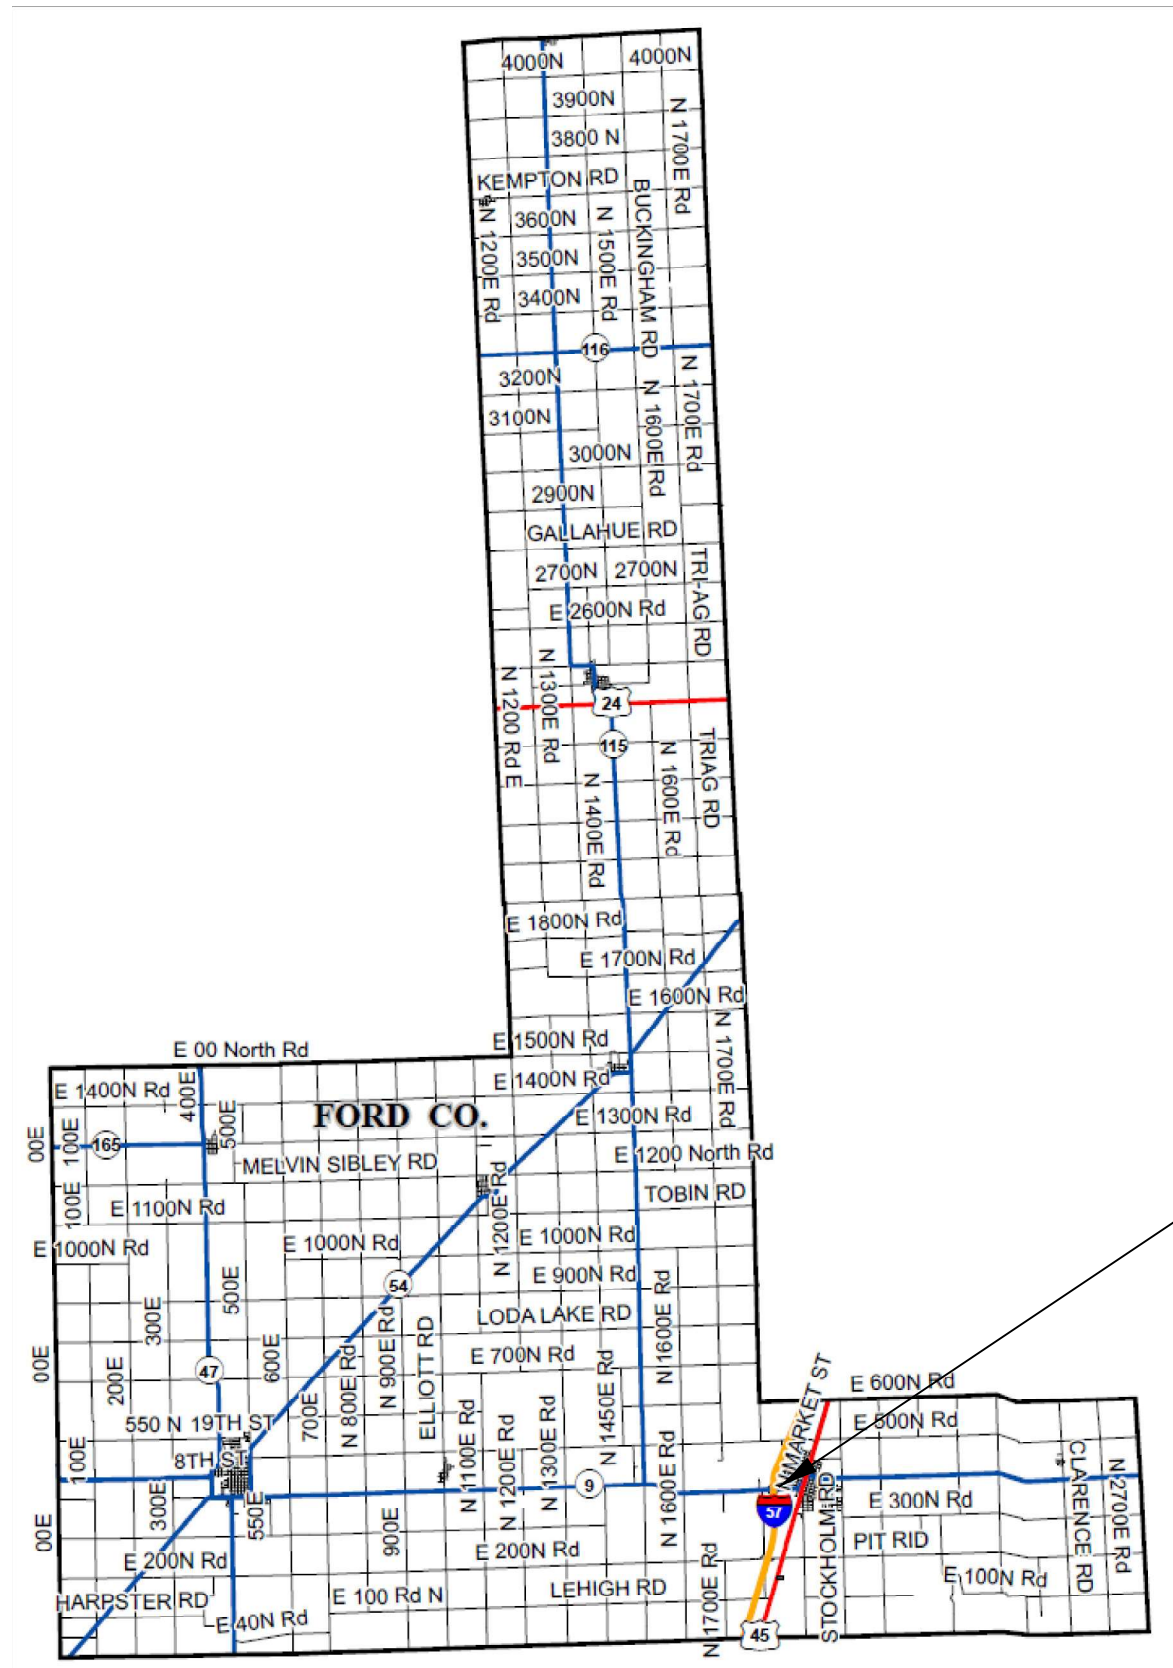 4000N
4000N
3900N
N 1700E Rd
3800 N
KEMPTON RD
BUCKINGHAM RD
N 1200E Rd
3600N
N 1500E Rd
3500N
3400N
116
3200N
N 1700E Rd
N 1600E Rd
3100N
3000N
2900N
GALLAHUE RD
TRI-AG RD
2700N
2700N
E 2600N Rd
N 1300E Rd
N 1200 Rd E
24
115
TRIAG RD
N 1600E Rd
N 1400E Rd
E 1800N Rd
E 1700N Rd
E 1600N Rd
N 1700E Rd
E 1500N Rd
E 00 North Rd
E 1400N Rd
E 1400N Rd
400E
500E
FORD CO.
E 1300N Rd
00E
100E
165
E 1200 North Rd
MELVIN SIBLEY RD
N 1200E Rd
TOBIN RD
100E
E 1100N Rd
E 1000N Rd
E 1000N Rd
E 1000N Rd
500E
E 900N Rd
54
N 1600E Rd
300E
LODA LAKE RD
N 900E Rd
ELLIOTT RD
00E
600E
E 700N Rd
N 800E Rd
N 1450E Rd
47
200E
MARKET ST
E 600N Rd
700E
550 N
19TH ST
E 500N Rd
8TH ST
100E
N 1100E Rd
N 1200E Rd
N 1300E Rd
N 1600E Rd
CLARENCE RD
N 2700E Rd
9
300E
550E
57
STOCKHOLM RD
E 300N Rd
00E
900E
PIT RID
E 200N Rd
E 200N Rd
N 1700E Rd
E 100N Rd
HARPSTER RD
E 100 Rd N
LEHIGH RD
E 40N Rd
45